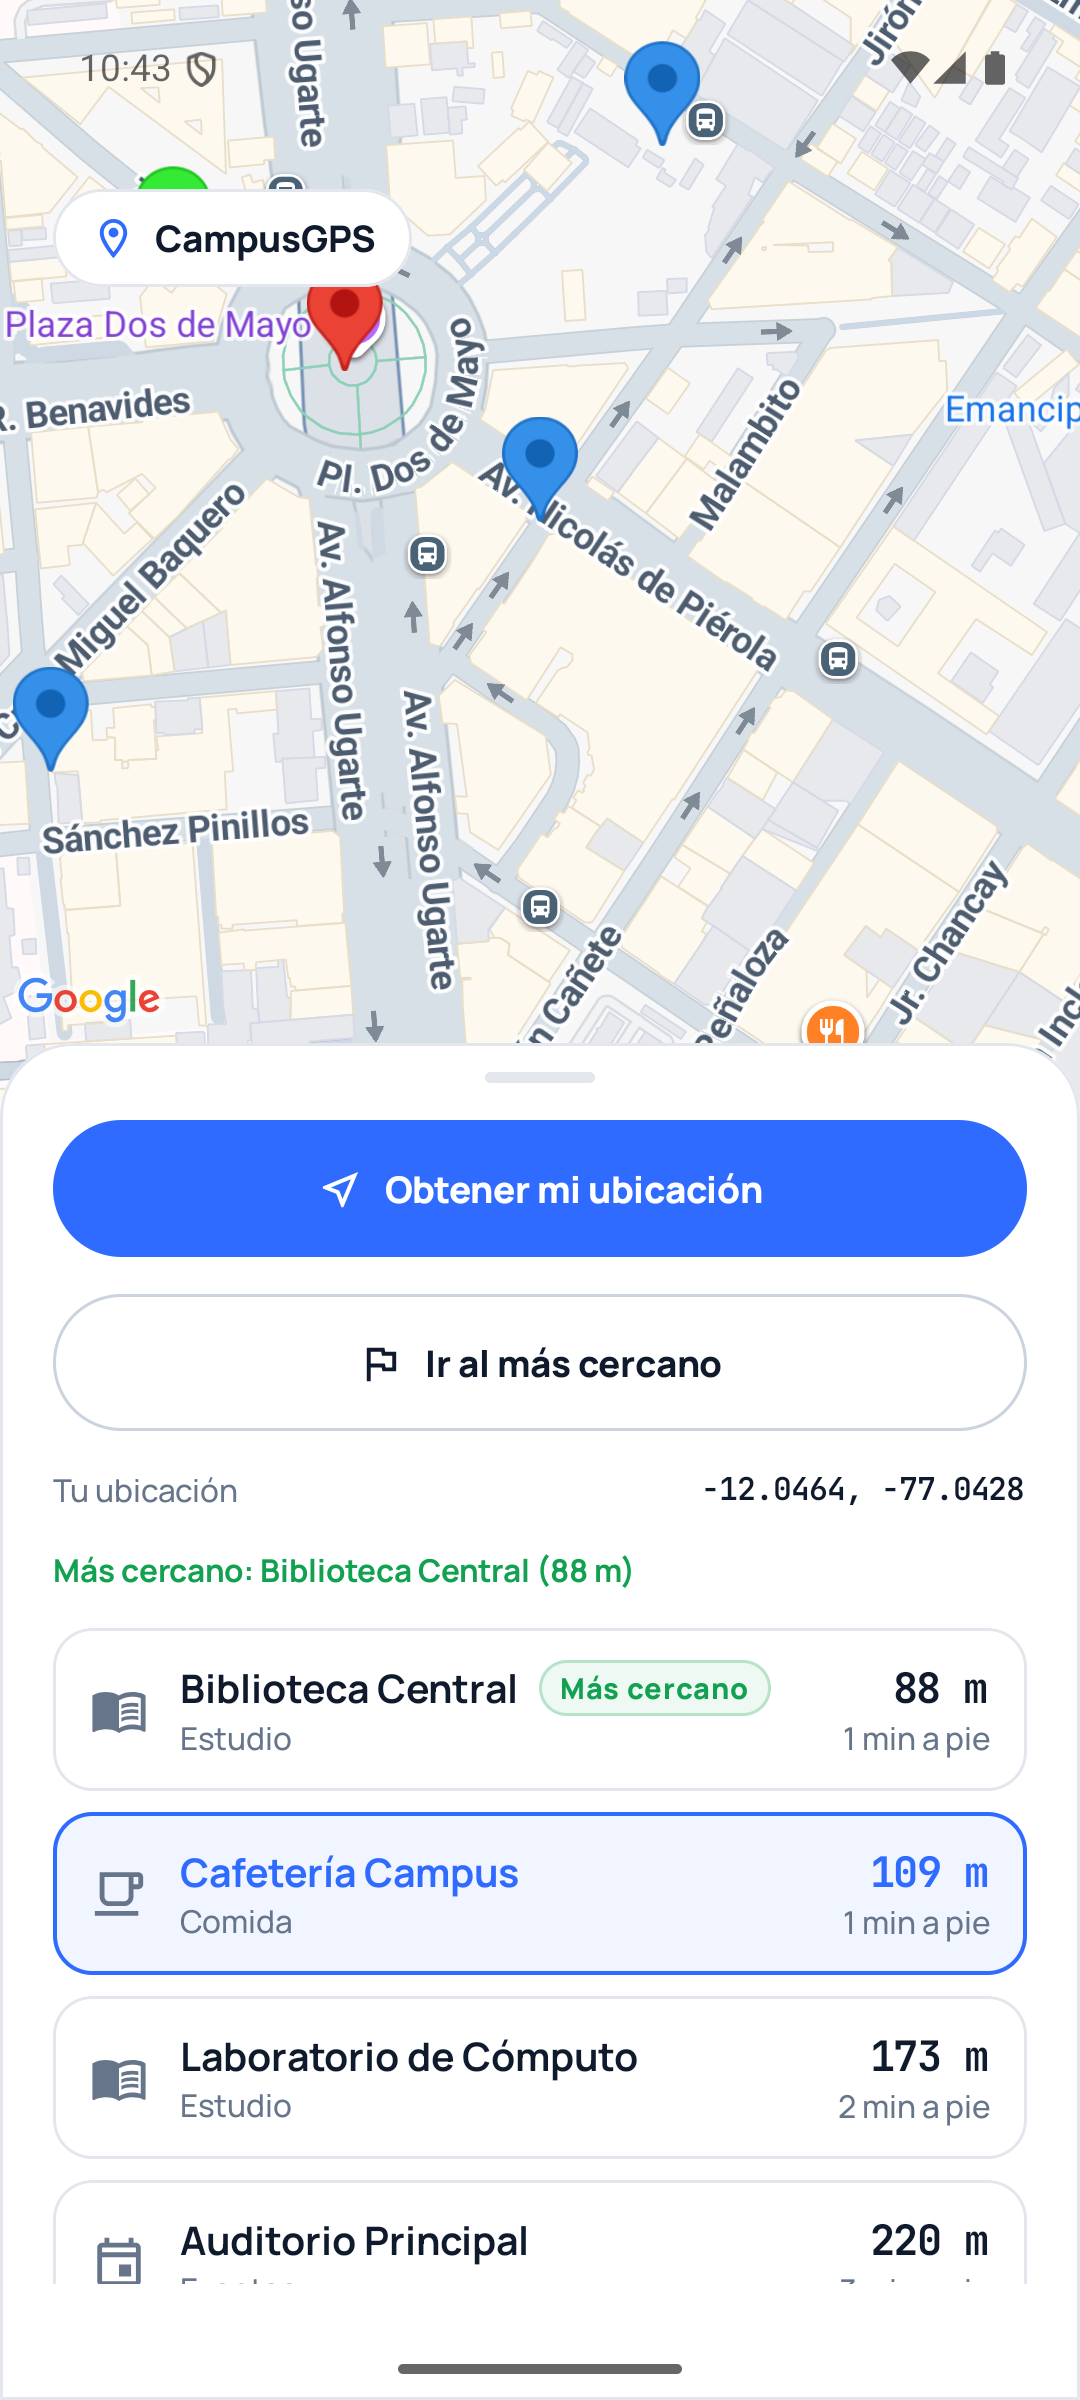 10:43
so Ugarte
Jirón
CampusGPS
Plaza Dos de Mayo
R. Benavides
Pl. Dos de Mayo
Emancip
Malambito
Av. Nicolás de Piérola
Miguel Baquero
Av. Alfonso Ugarte
Av. Alfonso Ugarte
Sánchez Pinillos
Google
n Cañete
Peñaloza
Jr. Chancay
Incl
Obtener mi ubicación
Ir al más cercano
Tu ubicación -12.0464, -77.0428
Más cercano: Biblioteca Central (88 m)
Biblioteca Central Más cercano 88 m
Estudio 1 min a pie
Cafetería Campus 109 m
Comida 1 min a pie
Laboratorio de Cómputo 173 m
Estudio 2 min a pie
Auditorio Principal 220 m